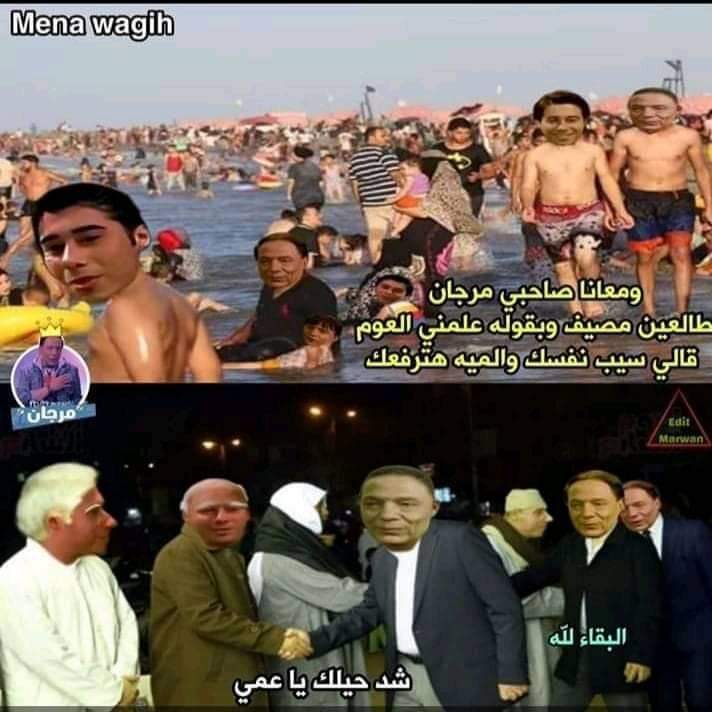 Mena wagih
ومعانا صاحبي مرجان
طالعين مصيف وبقوله علمني العوم
قالي سيب نفسك والميه هترفعك
مرجان
Edit
Marwan
البقاء لله
شد حيلك يا عمي